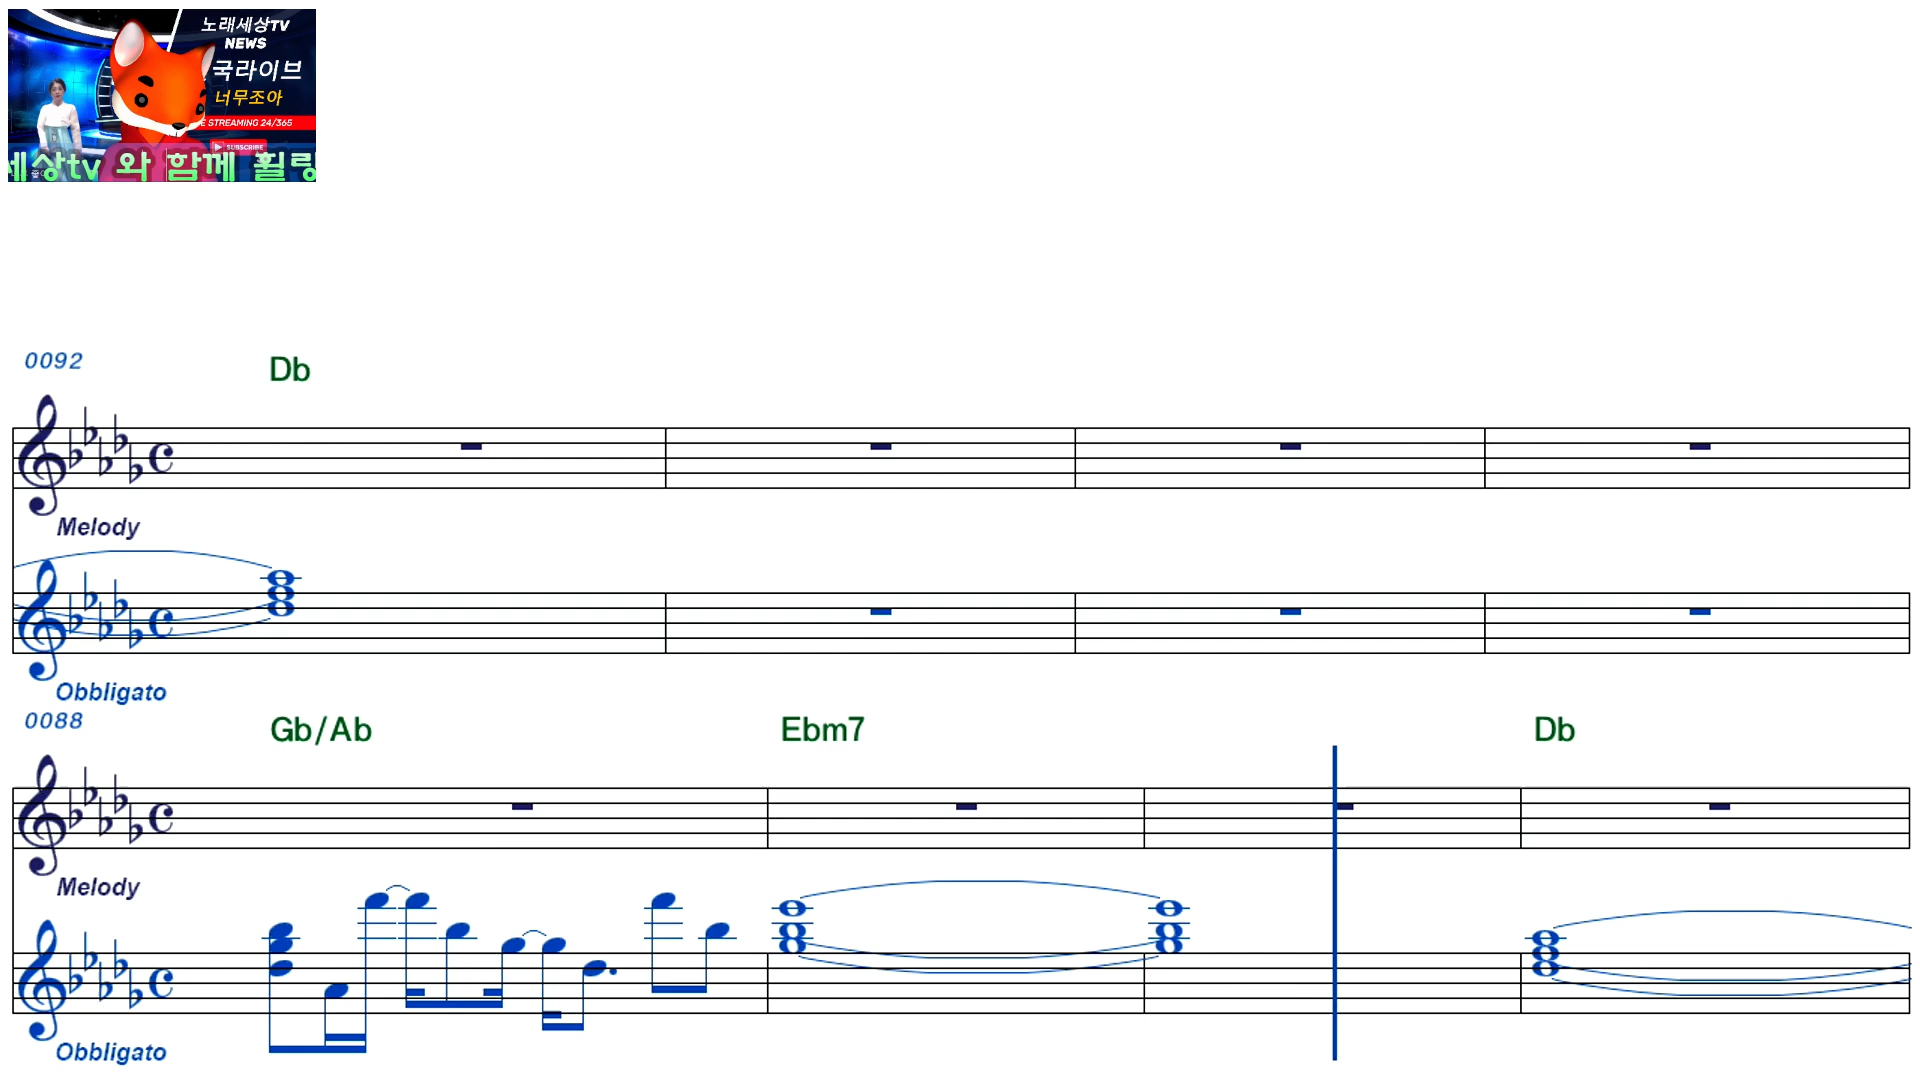 노래세상TV
NEWS
국라이브
너무조아
STREAMING 24/365
SUBSCRIBE
세상tv 와 함께 힐링
0092
Db
Melody
Obbligato
0088
Gb/Ab
Ebm7
Db
Melody
Obbligato